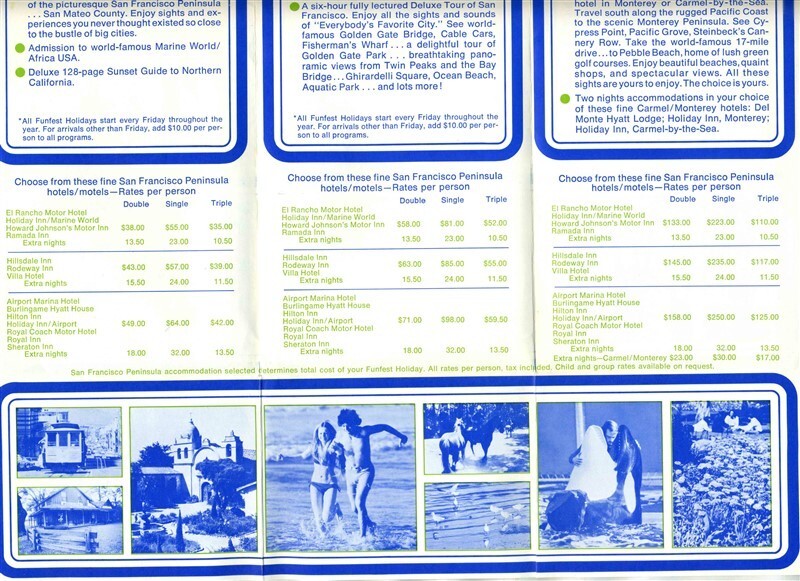 of the picturesque San Francisco Peninsula
. . . San Mateo County. Enjoy sights and ex-
periences you never thought existed so close
to the bustle of big cities.
Admission to world-famous Marine World/
Africa USA.
Deluxe 128-page Sunset Guide to Northern
California.
*All Funfest Holidays start every Friday throughout the
year. For arrivals other than Friday, add $10.00 per per-
son to all programs.
Choose from these fine San Francisco Peninsula
hotels/motels—Rates per person
Double Single Triple
El Rancho Motor Hotel
Holiday Inn/Marine World
Howard Johnson's Motor Inn $38.00 $55.00 $35.00
Ramada Inn
Extra nights 13.50 23.00 10.50
Hillsdale Inn
Rodeway Inn $43.00 $57.00 $39.00
Villa Hotel
Extra nights 15.50 24.00 11.50
Airport Marina Hotel
Burlingame Hyatt House
Hilton Inn
Holiday Inn/Airport $49.00 $64.00 $42.00
Royal Coach Motor Hotel
Royal Inn
Sheraton Inn
Extra nights 18.00 32.00 13.50
A six-hour fully lectured Deluxe Tour of San
Francisco. Enjoy all the sights and sounds
of "Everybody's Favorite City." See world-
famous Golden Gate Bridge, Cable Cars,
Fisherman's Wharf . . . a delightful tour of
Golden Gate Park . . . breathtaking pano-
ramic views from Twin Peaks and the Bay
Bridge . . . Ghirardelli Square, Ocean Beach,
Aquatic Park . . . and lots more!
*All Funfest Holidays start every Friday throughout the
year. For arrivals other than Friday, add $10.00 per per-
son to all programs.
Choose from these fine San Francisco Peninsula
hotels/motels—Rates per person
Double Single Triple
El Rancho Motor Hotel
Holiday Inn/Marine World
Howard Johnson's Motor Inn $58.00 $81.00 $52.00
Ramada Inn
Extra nights 13.50 23.00 10.50
Hillsdale Inn
Rodeway Inn $63.00 $85.00 $55.00
Villa Hotel
Extra nights 15.50 24.00 11.50
Airport Marina Hotel
Burlingame Hyatt House
Hilton Inn
Holiday Inn/Airport $71.00 $98.00 $59.50
Royal Coach Motor Hotel
Royal Inn
Sheraton Inn
Extra nights 18.00 32.00 13.50
hotel in Monterey or Carmel-by-the-Sea.
Travel south along the rugged Pacific Coast
to the scenic Monterey Peninsula. See Cy-
press Point, Pacific Grove, Steinbeck's Can-
nery Row. Take the world-famous 17-mile
drive . . . to Pebble Beach, home of lush green
golf courses. Enjoy beautiful beaches, quaint
shops, and spectacular views. All these
sights are yours to enjoy. The choice is yours.
Two nights accommodations in your choice
of these fine Carmel/Monterey hotels: Del
Monte Hyatt Lodge; Holiday Inn, Monterey;
Holiday Inn, Carmel-by-the-Sea.
Choose from these fine San Francisco Peninsula
hotels/motels—Rates per person
Double Single Triple
El Rancho Motor Hotel
Holiday Inn/Marine World
Howard Johnson's Motor Inn $133.00 $223.00 $110.00
Ramada Inn
Extra nights 13.50 23.00 10.50
Hillsdale Inn
Rodeway Inn $145.00 $235.00 $117.00
Villa Hotel
Extra nights 15.50 24.00 11.50
Airport Marina Hotel
Burlingame Hyatt House
Hilton Inn
Holiday Inn/Airport $158.00 $250.00 $125.00
Royal Coach Motor Hotel
Royal Inn
Sheraton Inn
Extra nights 18.00 32.00 13.50
Extra nights—Carmel/Monterey $23.00 $30.00 $17.00
San Francisco Peninsula accommodation selected determines total cost of your Funfest Holiday. All rates per person, tax included. Child and group rates available on request.